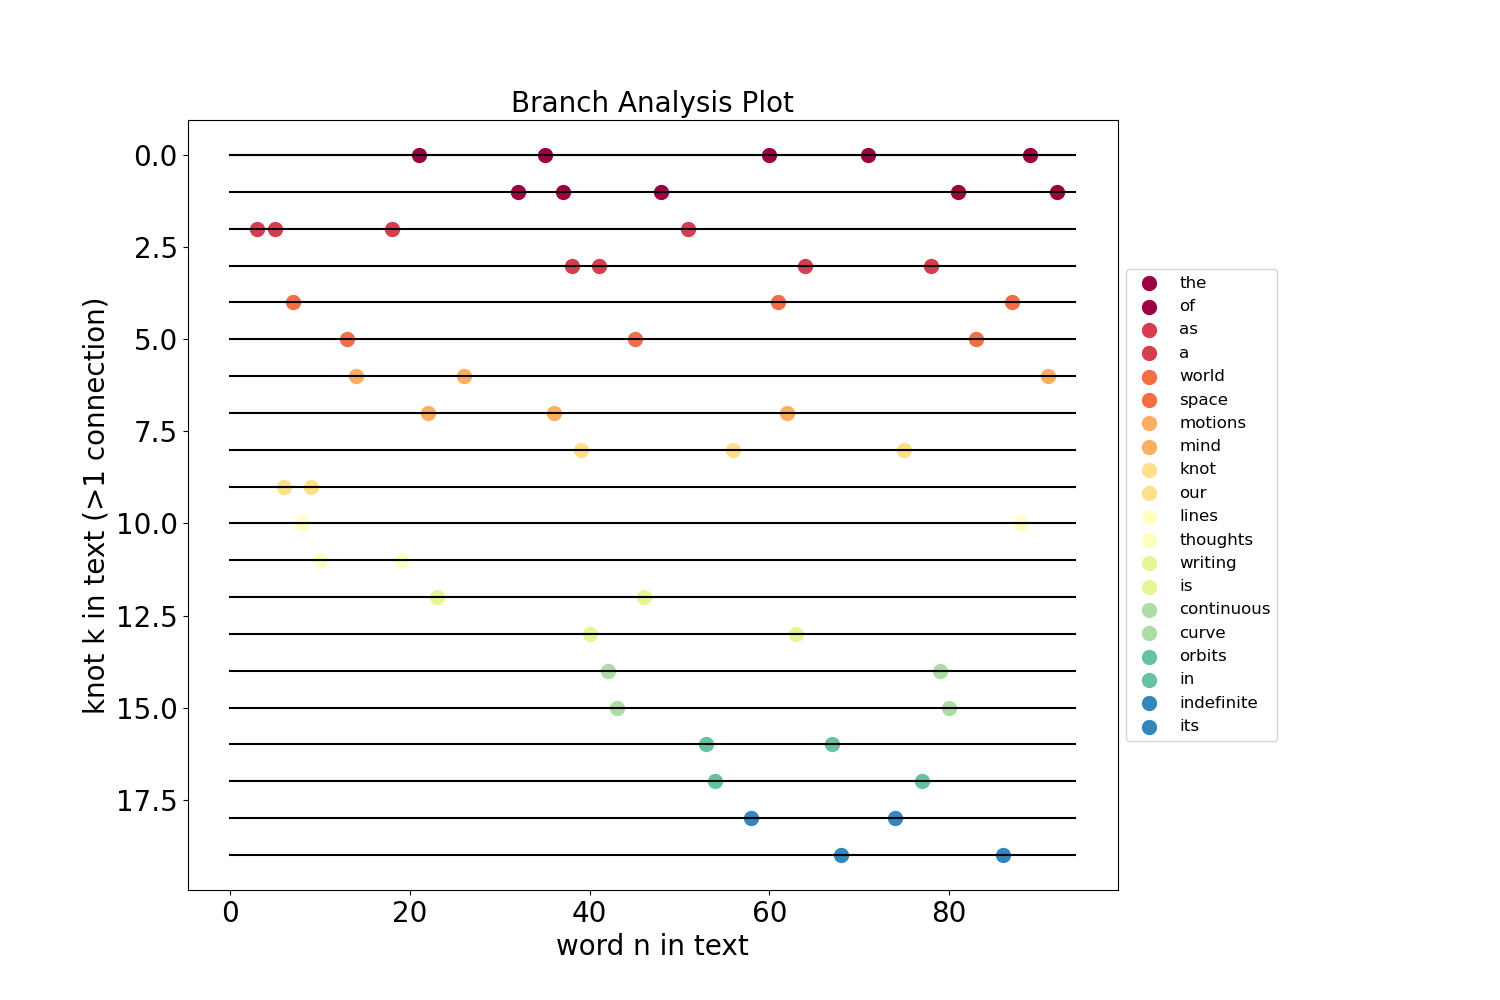 Branch Analysis Plot
0.0
2.5
5.0
7.5
10.0
12.5
15.0
17.5
knot k in text (>1 connection)
0 20 40 60 80
word n in text
the
of
as
a
world
space
motions
mind
knot
our
lines
thoughts
writing
is
continuous
curve
orbits
in
indefinite
its